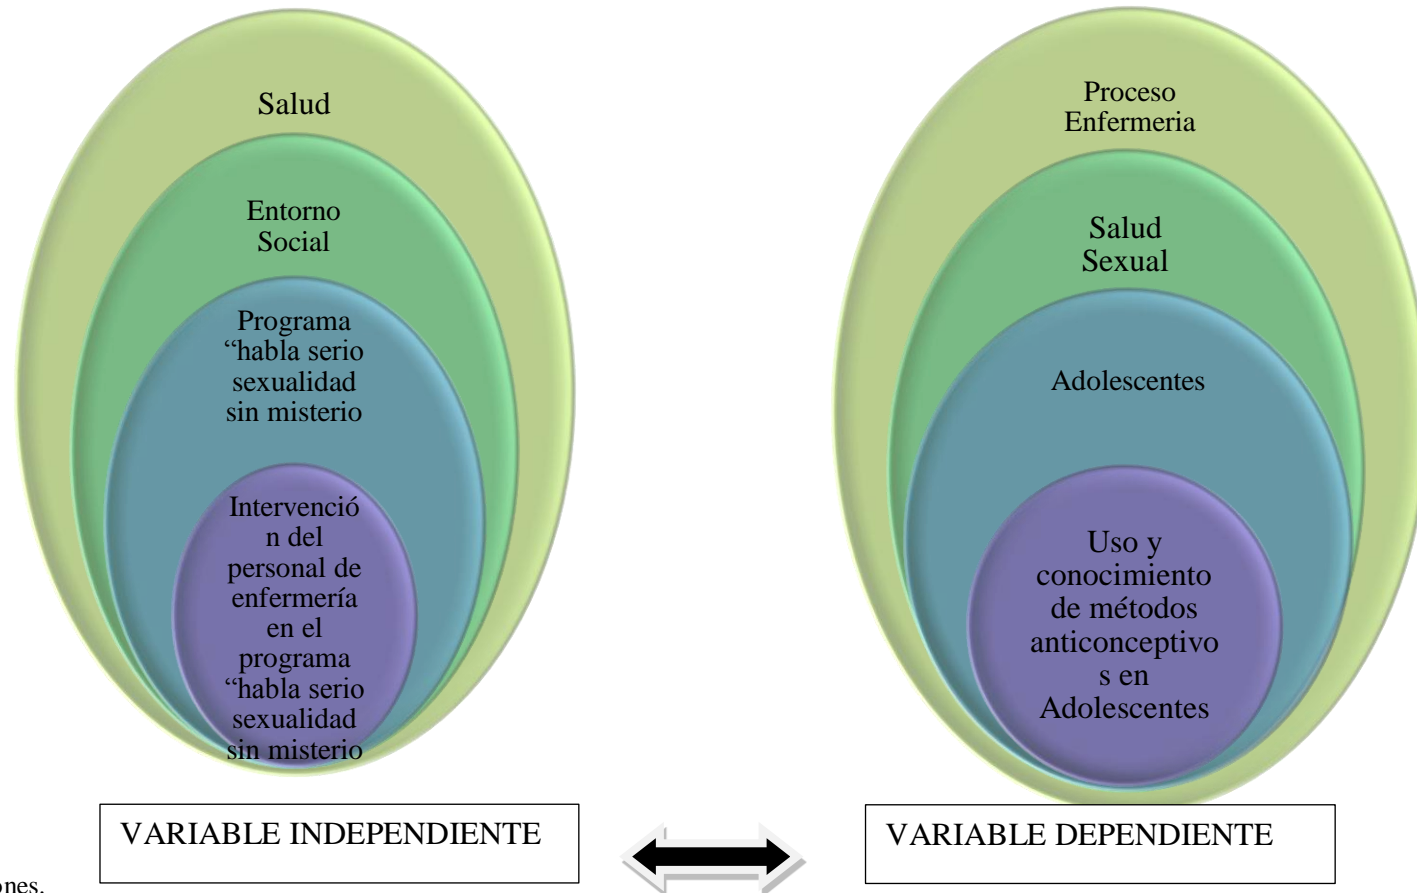 Salud
Entorno
Social
Programa
“habla serio
sexualidad
sin misterio
Intervenció
n del
personal de
enfermería
en el
programa
“habla serio
sexualidad
sin misterio
VARIABLE INDEPENDIENTE
Proceso
Enfermeria
Salud
Sexual
Adolescentes
Uso y
conocimiento
de métodos
anticonceptivo
s en
Adolescentes
VARIABLE DEPENDIENTE
ones.